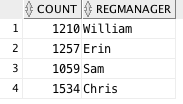 COUNT REGMANAGER
1 1210 William
2 1257 Erin
3 1059 Sam
4 1534 Chris